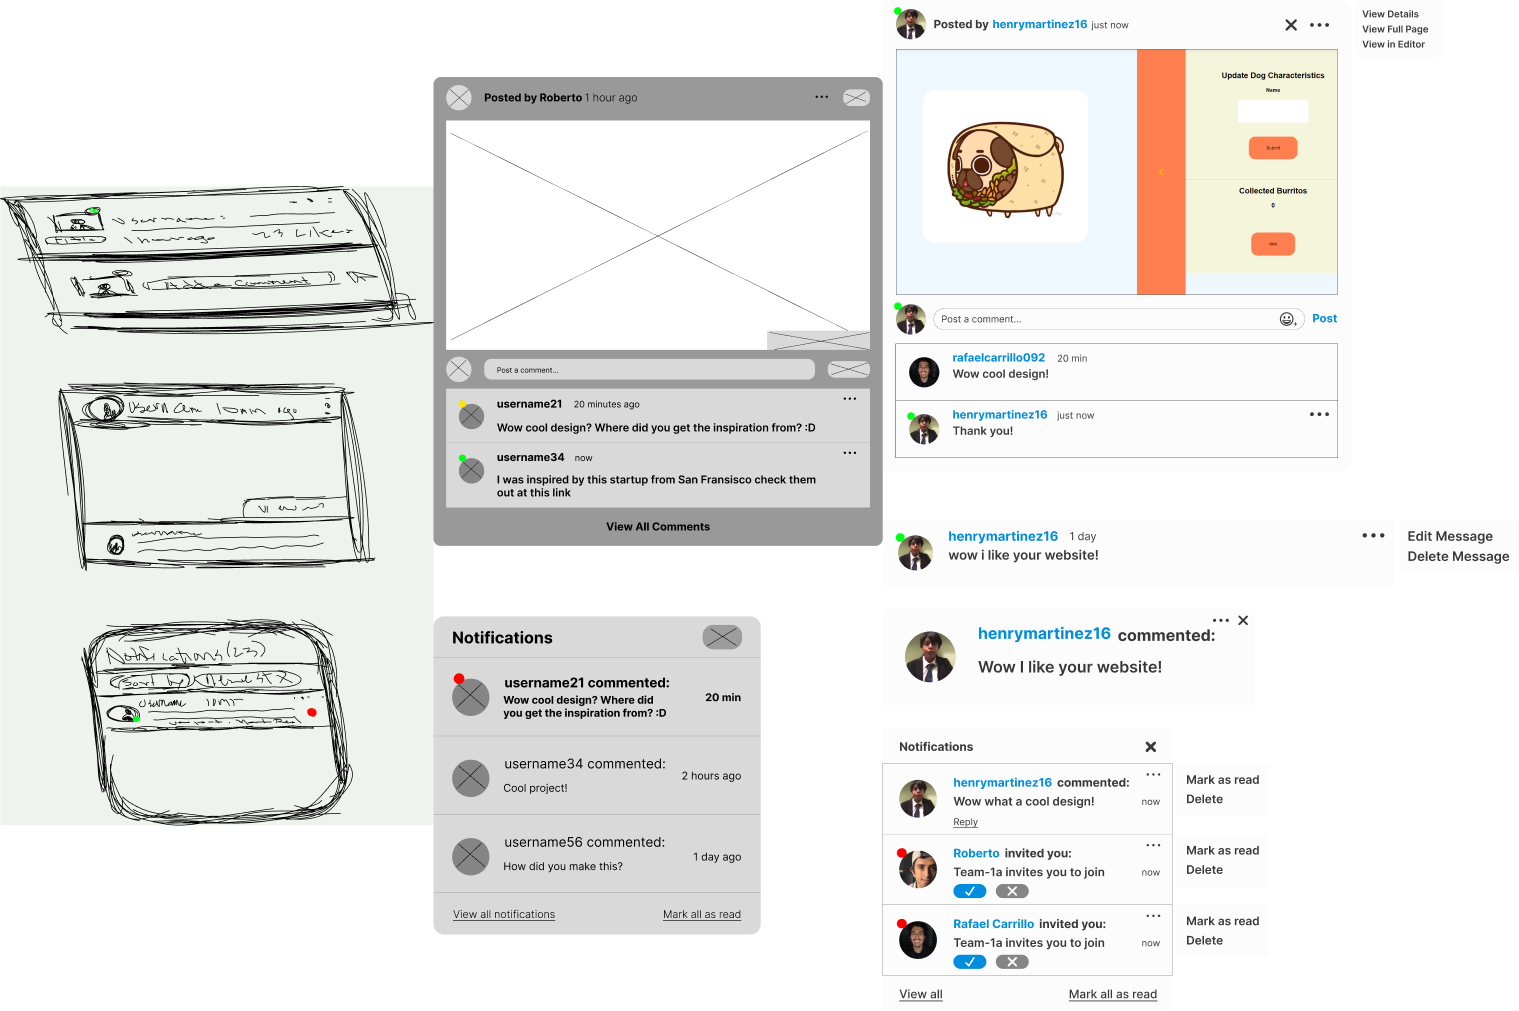 Username:
1 hour ago
23 Likes
Add a Comment
Username 10min ago
View
username
Notifications (23)
Sort by
Username
Posted by Roberto 1 hour ago
Post a comment...
username21 20 minutes ago
Wow cool design? Where did you get the inspiration from? :D
username34 now
I was inspired by this startup from San Fransisco check them
out at this link
View All Comments
Notifications
username21 commented:
Wow cool design? Where did
you get the inspiration from? :D
20 min
username34 commented:
Cool project!
2 hours ago
username56 commented:
How did you make this?
1 day ago
View all notifications
Mark all as read
Posted by henrymartinez16 just now
View Details
View Full Page
View in Editor
Update Dog Characteristics
Name
Submit
Collected Burritos
0
Post a comment...
Post
rafaelcarrillo092 20 min
Wow cool design!
henrymartinez16 just now
Thank you!
henrymartinez16 1 day
wow i like your website!
Edit Message
Delete Message
henrymartinez16 commented:
Wow I like your website!
Notifications
henrymartinez16 commented:
Wow what a cool design!
now
Reply
Mark as read
Delete
Roberto invited you:
Team-1a invites you to join
now
Mark as read
Delete
Rafael Carrillo invited you:
Team-1a invites you to join
now
Mark as read
Delete
View all
Mark all as read